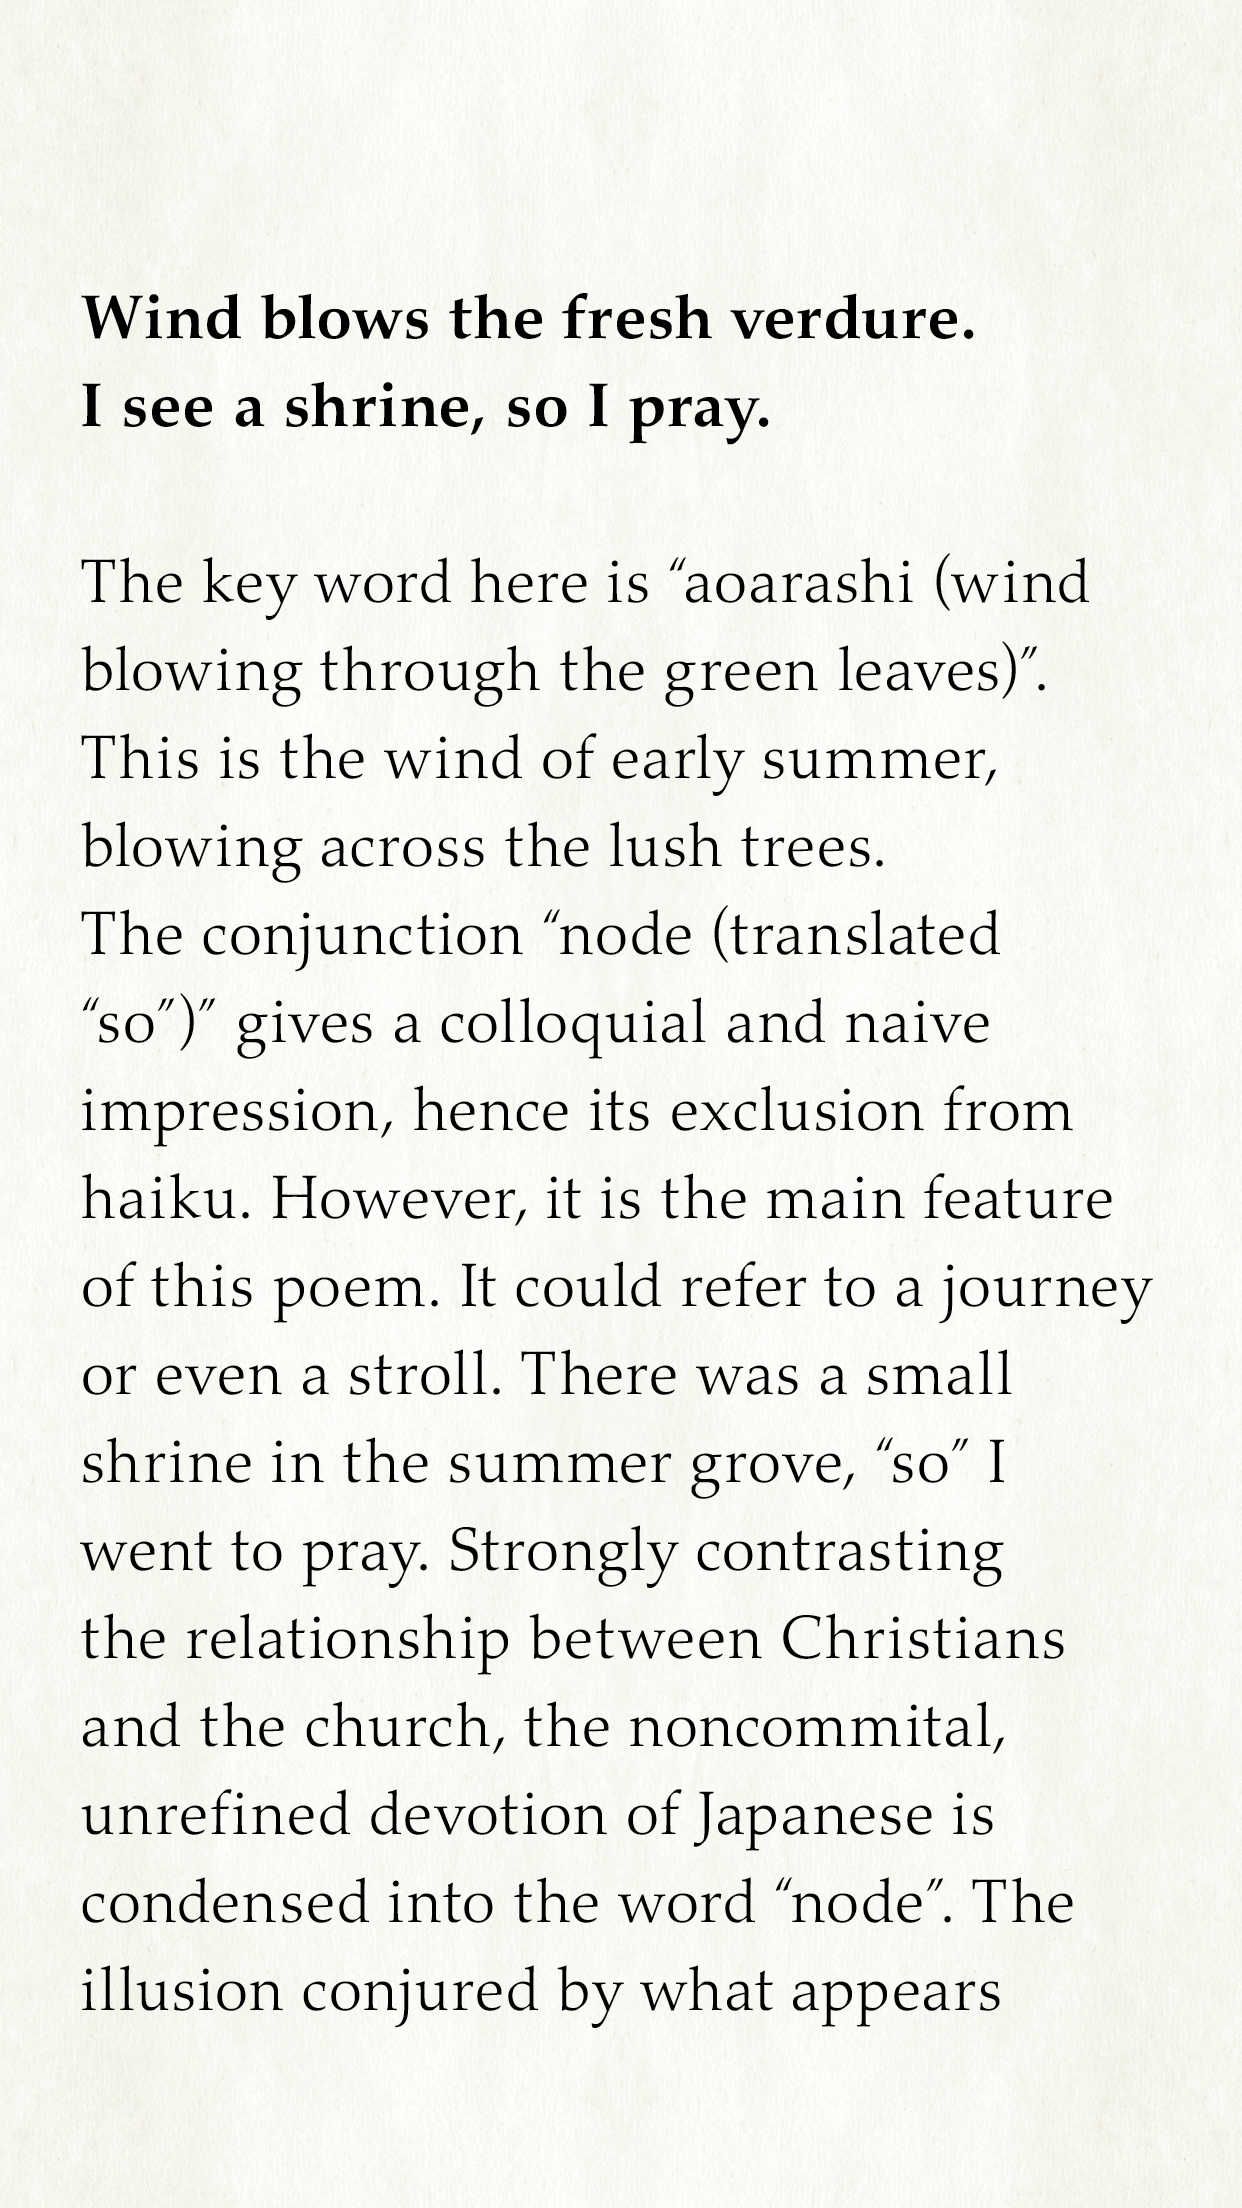 Wind blows the fresh verdure.
I see a shrine, so I pray.
The key word here is “aoarashi (wind
blowing through the green leaves)”.
This is the wind of early summer,
blowing across the lush trees.
The conjunction “node (translated
“so”)” gives a colloquial and naive
impression, hence its exclusion from
haiku. However, it is the main feature
of this poem. It could refer to a journey
or even a stroll. There was a small
shrine in the summer grove, “so” I
went to pray. Strongly contrasting
the relationship between Christians
and the church, the noncommital,
unrefined devotion of Japanese is
condensed into the word “node”. The
illusion conjured by what appears